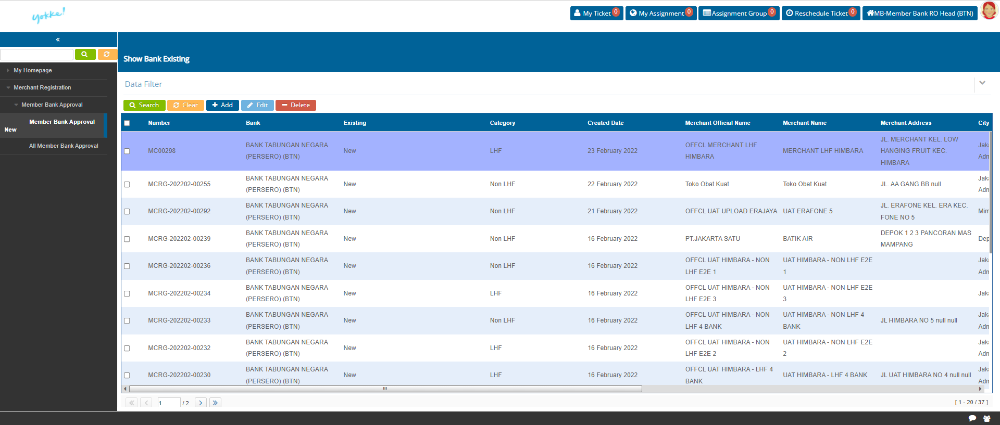 yokke!
My Ticket 0
My Assignment 0
Assignment Group 0
Reschedule Ticket 0
MB-Member Bank RO Head (BTN)
My Homepage
Merchant Registration
Member Bank Approval
Member Bank Approval
New
All Member Bank Approval
Show Bank Existing
Data Filter
Search Clear Add Edit Delete
Number Bank Existing Category Created Date Merchant Official Name Merchant Name Merchant Address City
BANK TABUNGAN NEGARA OFFCL MERCHANT LHF JL. MERCHANT KEL. LOW Jak
MC00298 New LHF 23 February 2022 MERCHANT LHF HIMBARA HANGING FRUIT KEC.
(PERSERO) (BTN) HIMBARA HIMBARA Adn
BANK TABUNGAN NEGARA Jak
MCRG-202202-00255 New Non LHF 22 February 2022 Toko Obat Kuat Toko Obat Kuat JL. AA GANG BB null
(PERSERO) (BTN) Adn
BANK TABUNGAN NEGARA JL. ERAFONE KEL. ERA KEC.
MCRG-202202-00292 New Non LHF 21 February 2022 OFFCL UAT UPLOAD ERAJAYA UAT ERAFONE 5 Mim
(PERSERO) (BTN) FONE NO 5
BANK TABUNGAN NEGARA DEPOK 1 2 3 PANCORAN MAS
MCRG-202202-00239 New Non LHF 16 February 2022 PT.JAKARTA SATU BATIK AIR Dep
(PERSERO) (BTN) MAMPANG
BANK TABUNGAN NEGARA OFFCL UAT HIMBARA - NON UAT HIMBARA - NON LHF E2E Jak
MCRG-202202-00236 New Non LHF 16 February 2022
(PERSERO) (BTN) LHF E2E 1 1 Adn
BANK TABUNGAN NEGARA OFFCL UAT HIMBARA - NON UAT HIMBARA - NON LHF E2E
MCRG-202202-00234 New LHF 16 February 2022 Jak
(PERSERO) (BTN) LHF E2E 3 3
BANK TABUNGAN NEGARA OFFCL UAT HIMBARA - NON UAT HIMBARA - NON LHF 4 Jak
MCRG-202202-00233 New Non LHF 16 February 2022 JL HIMBARA NO 5 null null
(PERSERO) (BTN) LHF 4 BANK BANK Adn
BANK TABUNGAN NEGARA OFFCL UAT HIMBARA - NON UAT HIMBARA - NON LHF E2E Jak
MCRG-202202-00232 New LHF 16 February 2022
(PERSERO) (BTN) LHF E2E 2 2 Adn
BANK TABUNGAN NEGARA OFFCL UAT HIMBARA - LHF 4 Jak
MCRG-202202-00230 New LHF 16 February 2022 UAT HIMBARA - LHF 4 BANK JL UAT HIMBARA NO 4 null null
(PERSERO) (BTN) BANK Adn
1 / 2
[ 1 - 20 / 37 ]